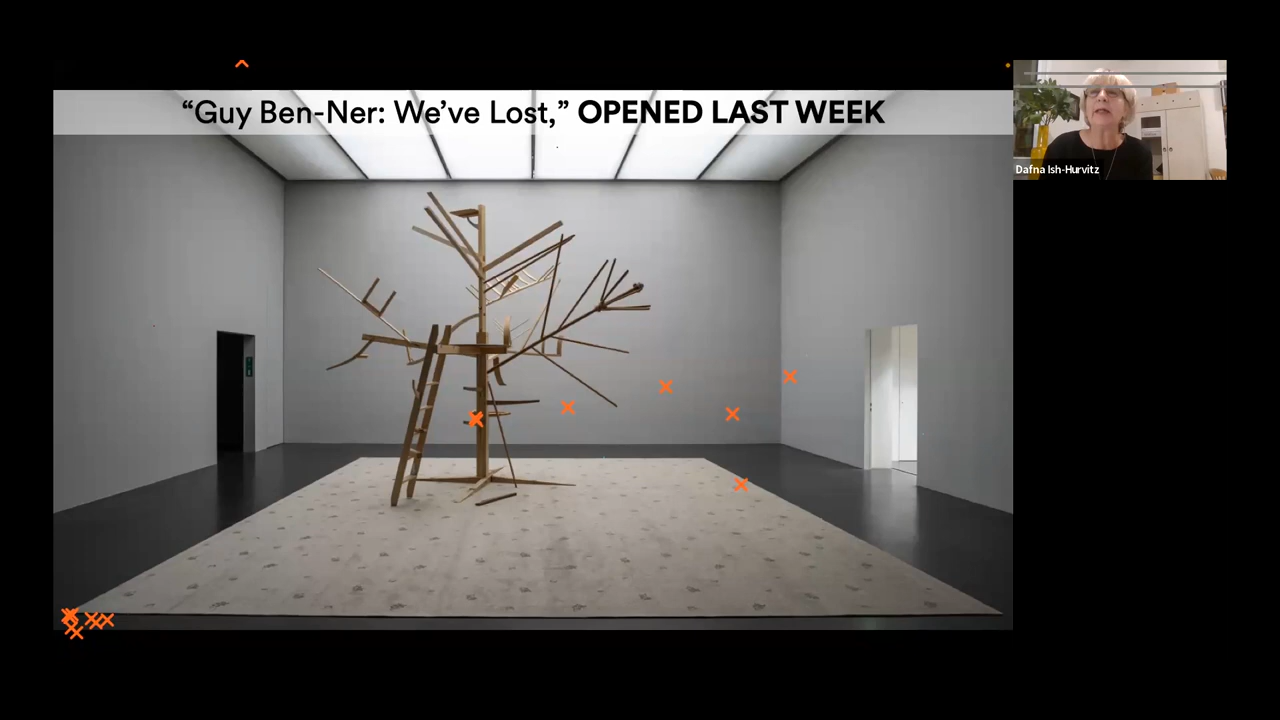 “Guy Ben-Ner: We’ve Lost,” OPENED LAST WEEK
Dafna Ish-Hurvitz